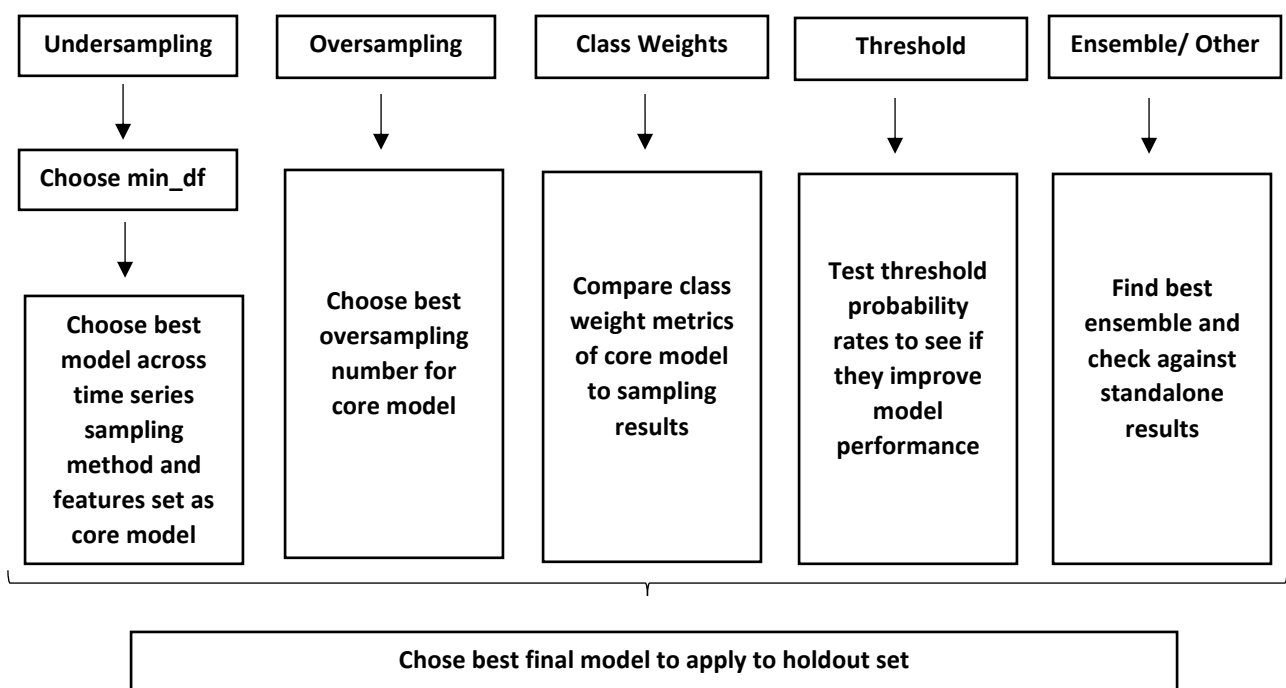 Undersampling
Oversampling
Class Weights
Threshold
Ensemble/ Other
Choose min_df
Choose best
model across
time series
sampling
method and
features set as
core model
Choose best
oversampling
number for
core model
Compare class
weight metrics
of core model
to sampling
results
Test threshold
probability
rates to see if
they improve
model
performance
Find best
ensemble and
check against
standalone
results
Chose best final model to apply to holdout set